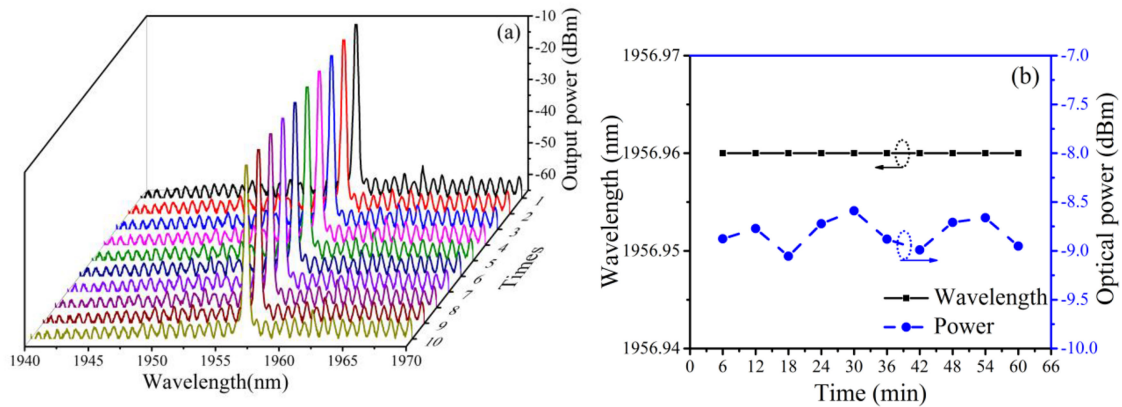 (a)
-10
-20
-30
-40
-50
-60
Output power (dBm)
1
2
3
4
5
6
7
8
9
10
Times
1940 1945 1950 1955 1960 1965 1970
Wavelength(nm)
(b)
1956.97
1956.96
1956.95
1956.94
Wavelength (nm)
-7.0
-7.5
-8.0
-8.5
-9.0
-9.5
-10.0
Optical power (dBm)
Wavelength
Power
0 6 12 18 24 30 36 42 48 54 60 66
Time (min)